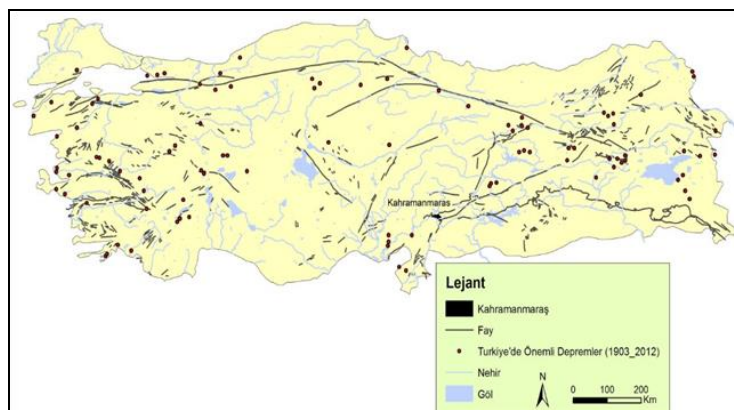 Kahramanmaraş
Lejant
Kahramanmaraş
Fay
Turkiye'de Önemli Depremler (1903_2012)
Nehir
Göl
N
0 100 200
Km